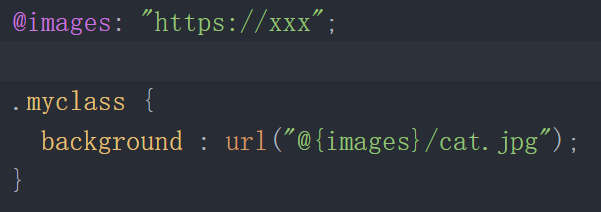 @images: "https://xxx";
.myclass {
  background : url("@{images}/cat.jpg");
}